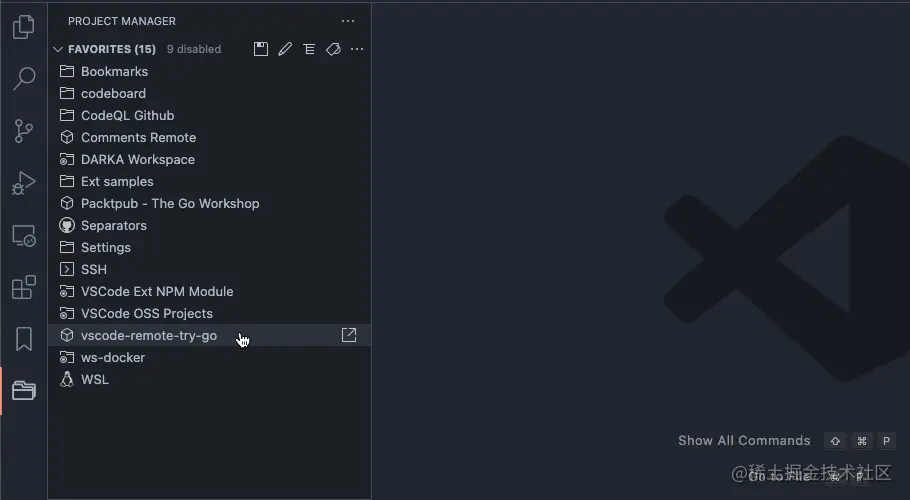 PROJECT MANAGER
FAVORITES (15) 9 disabled
Bookmarks
codeboard
CodeQL Github
Comments Remote
DARKA Workspace
Ext samples
Packtpub - The Go Workshop
Separators
Settings
SSH
VSCode Ext NPM Module
VSCode OSS Projects
vscode-remote-try-go
ws-docker
WSL
Show All Commands ⇧ ⌘ P
Go to File ⌘ P
@稀土掘金技术社区